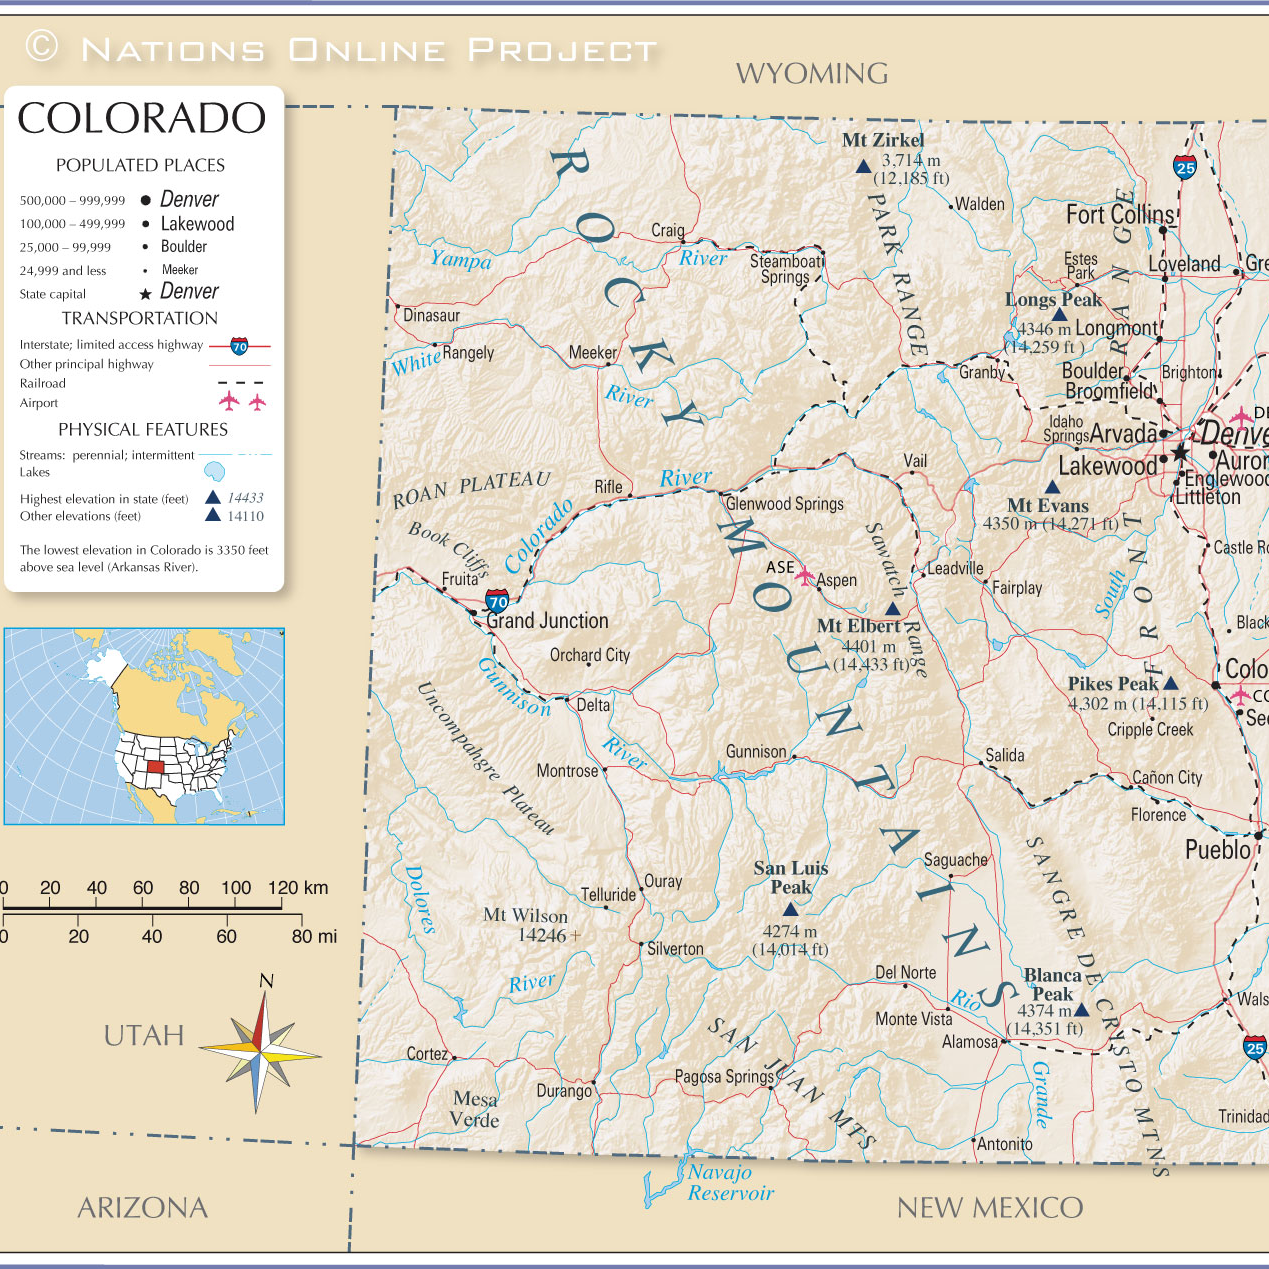 © NATIONS ONLINE PROJECT
WYOMING
COLORADO
POPULATED PLACES
500,000 – 999,999 Denver
100,000 – 499,999 Lakewood
25,000 – 99,999 Boulder
24,999 and less Meeker
State capital Denver
TRANSPORTATION
Interstate; limited access highway 70
Other principal highway
Railroad
Airport
PHYSICAL FEATURES
Streams: perennial; intermittent
Lakes
Highest elevation in state (feet) 14433
Other elevations (feet) 14110
The lowest elevation in Colorado is 3350 feet
above sea level (Arkansas River).
0 20 40 60 80 100 120 km
0 20 40 60 80 mi
N
UTAH
ARIZONA
NEW MEXICO
ROCKY
MOUNTAINS
Mt Zirkel
3,714 m
(12,185 ft)
PARK RANGE
Walden
25
Fort Collins
FRONT RANGE
Craig
Yampa
River
Steamboat
Springs
Estes
Park
Loveland
Gre
Longs Peak
4346 m
(14,259 ft )
Longmont
Dinosaur
White
Rangely
Meeker
River
Granby
Boulder
Broomfield
Brighton
Idaho
Springs
Arvada
Denve
Lakewood
Auror
Englewood
Littleton
Vail
Mt Evans
4350 m (14,271 ft)
ROAN PLATEAU
Rifle
River
Colorado
Glenwood Springs
Book Cliffs
Sawatch
Range
Castle Ro
Fruita
70
Grand Junction
ASE
Aspen
Leadville
Fairplay
South
Mt Elbert
4401 m
(14,433 ft)
Black
Orchard City
Gunnison
Delta
Pikes Peak
4,302 m (14,115 ft)
Colo
CO
Sec
Cripple Creek
Uncompahgre Plateau
River
Montrose
Gunnison
Salida
Cañon City
Florence
Pueblo
San Luis
Peak
4274 m
(14,014 ft)
Saguache
SANGRE DE CRISTO MTNS
Dolores
Ouray
Telluride
Mt Wilson
14246
Silverton
River
Del Norte
Rio
Blanca
Peak
4374 m
(14,351 ft)
Wals
Monte Vista
Alamosa
25
SAN JUAN MTS
Cortez
Durango
Pagosa Springs
Grande
Mesa
Verde
Trinidad
Antonito
Navajo
Reservoir